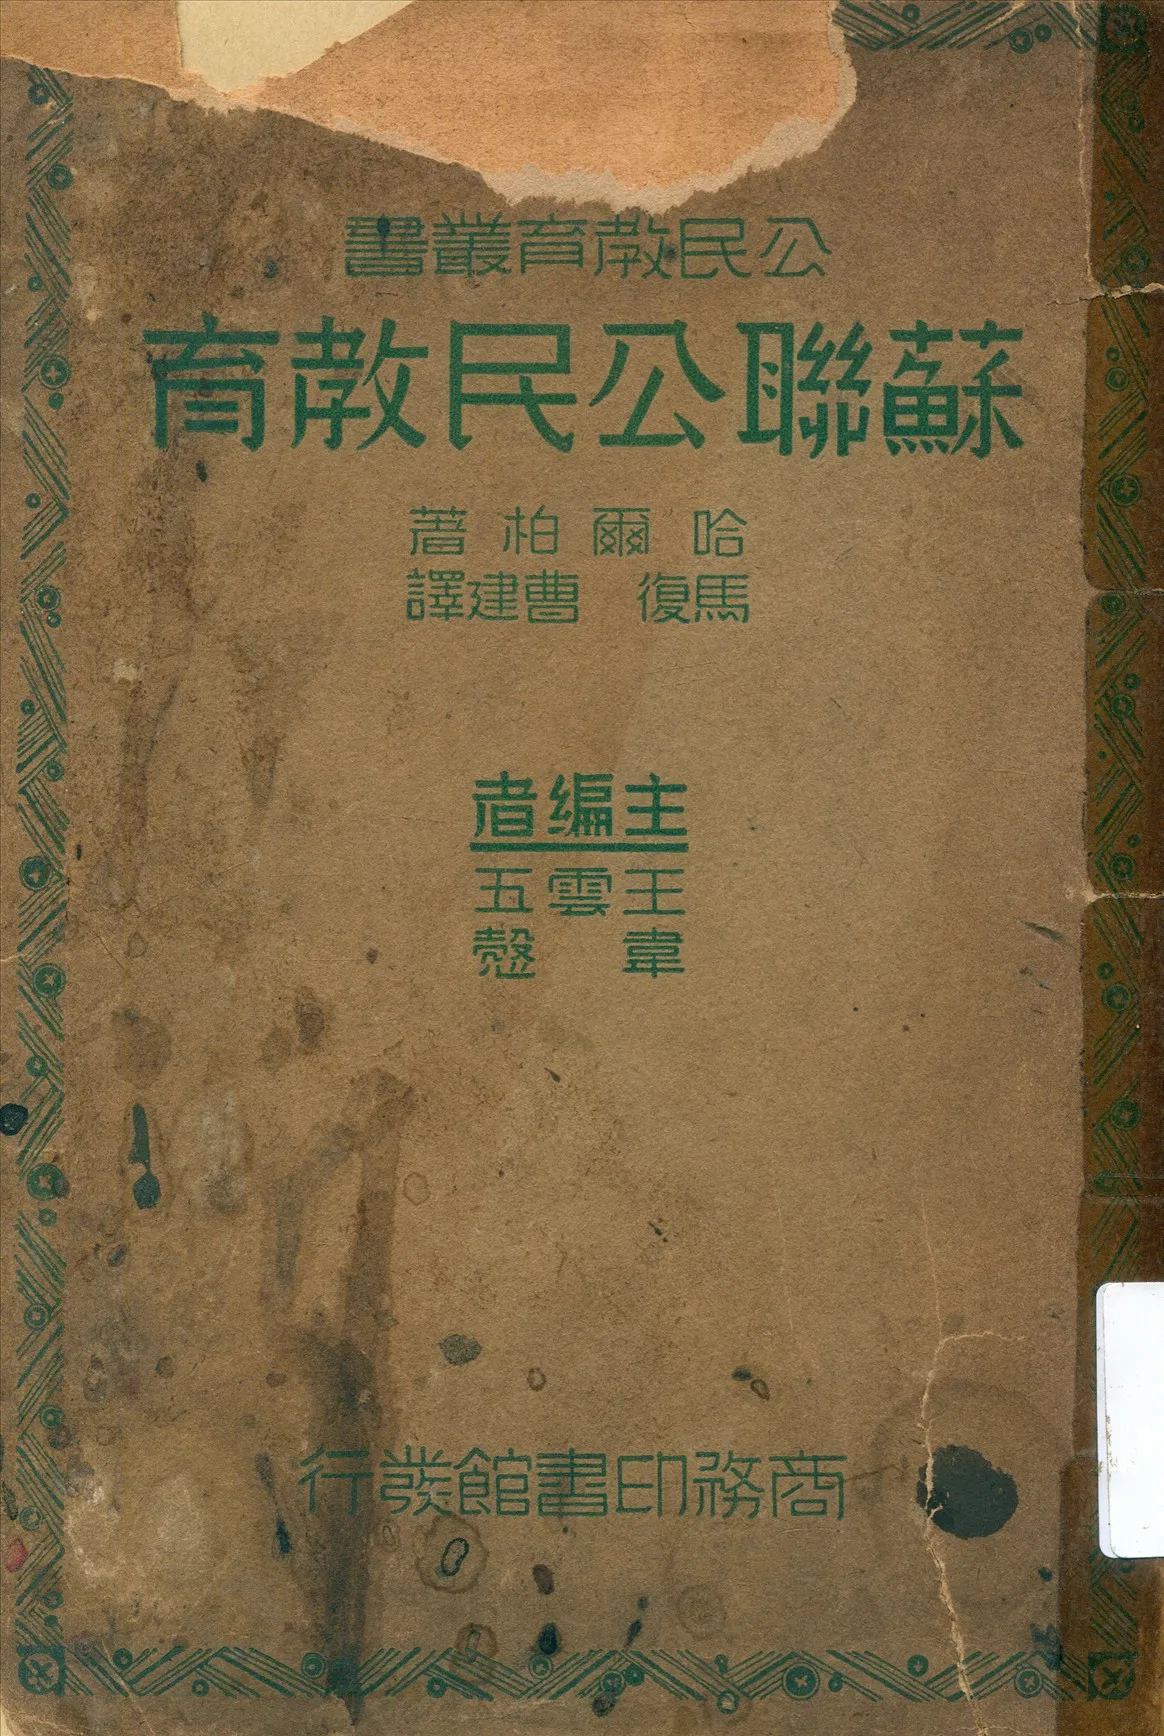 公民教育叢書
蘇聯公民教育
哈爾柏著
馬復 曹建譯
主編者
王雲五
韋愨
商務印書館發行